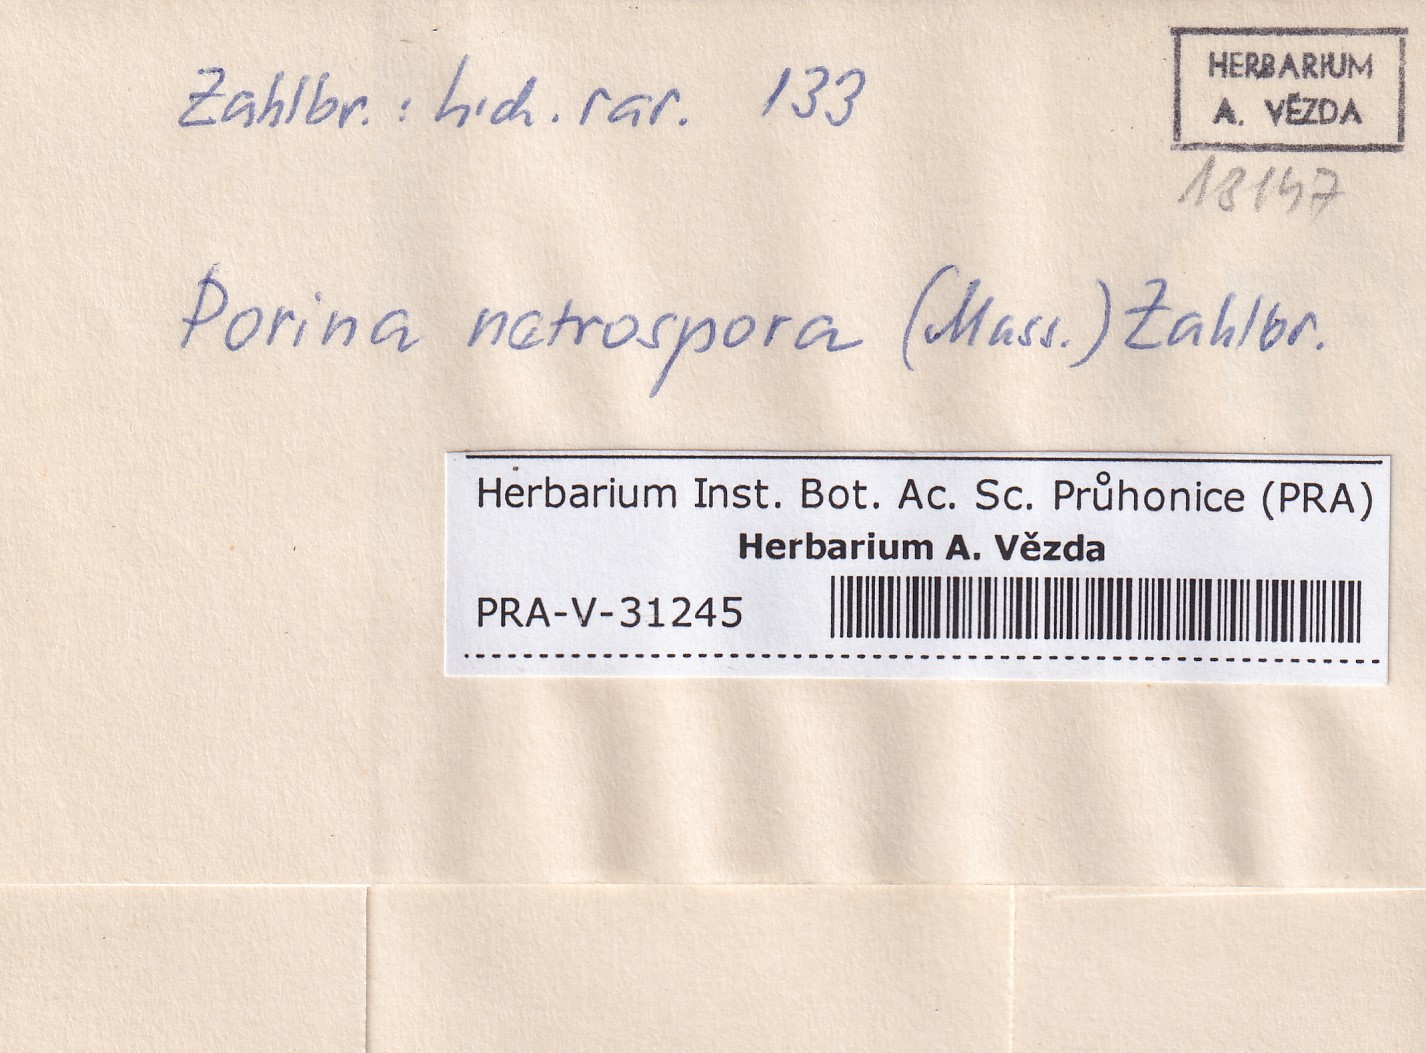 Zahlbr. : Lich. rar. 133
HERBARIUM
A. VĚZDA
13147
Porina netrospora (Mass.) Zahlbr.
Herbarium Inst. Bot. Ac. Sc. Průhonice (PRA)
Herbarium A. Vězda
PRA-V-31245